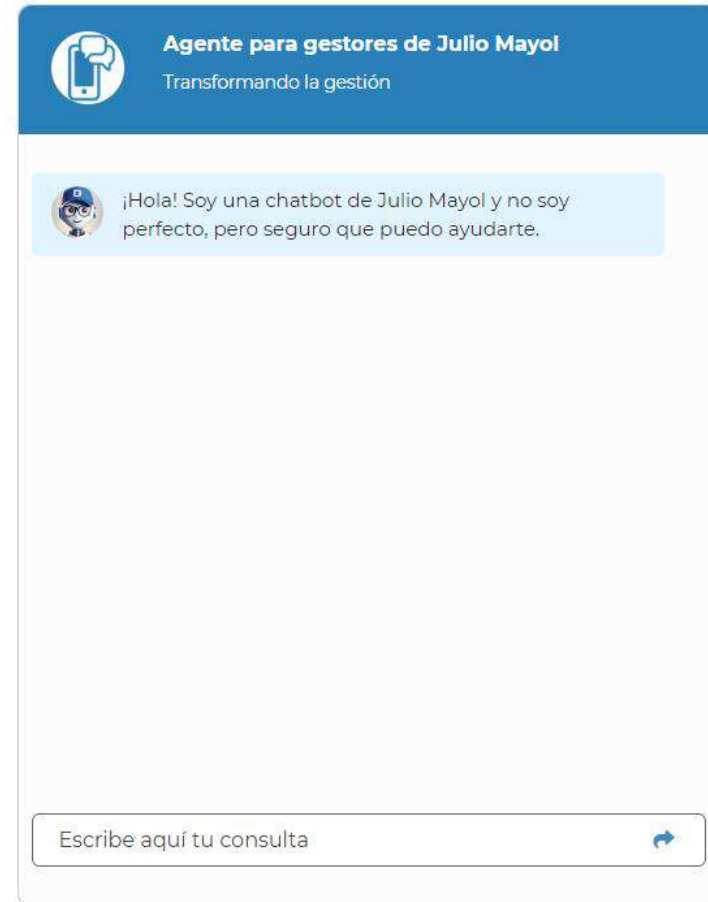 Agente para gestores de Julio Mayol
Transformando la gestión
¡Hola! Soy una chatbot de Julio Mayol y no soy
perfecto, pero seguro que puedo ayudarte.
Escribe aquí tu consulta